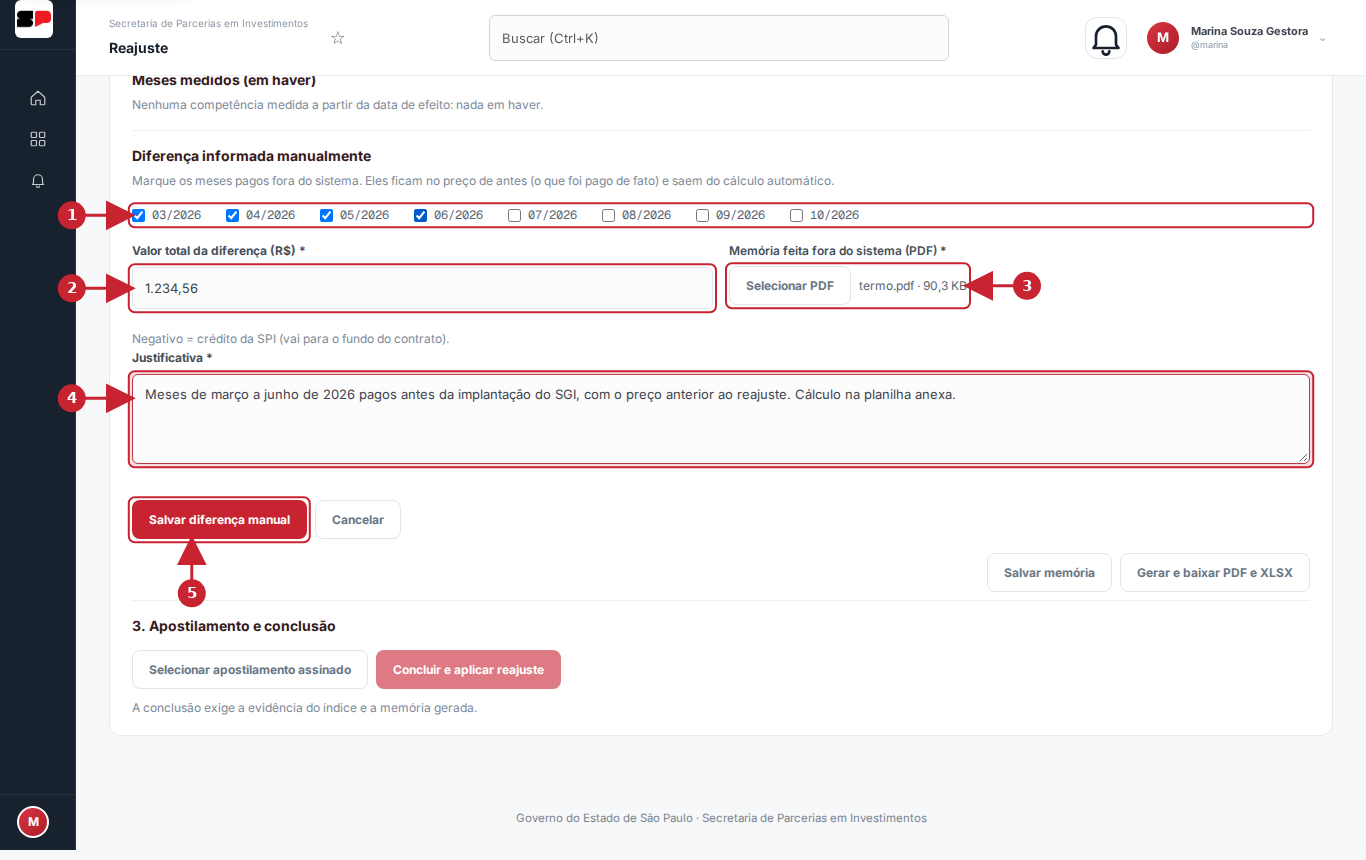 SP
Secretaria de Parcerias em Investimentos
Reajuste
Buscar (Ctrl+K)
M
Marina Souza Gestora
@marina
Meses medidos (em haver)
Nenhuma competência medida a partir da data de efeito: nada em haver.
Diferença informada manualmente
Marque os meses pagos fora do sistema. Eles ficam no preço de antes (o que foi pago de fato) e saem do cálculo automático.
1
03/2026 04/2026 05/2026 06/2026 07/2026 08/2026 09/2026 10/2026
Valor total da diferença (R$) * Memória feita fora do sistema (PDF) *
2 1.234,56 Selecionar PDF termo.pdf · 90,3 KB 3
Negativo = crédito da SPI (vai para o fundo do contrato).
Justificativa *
4 Meses de março a junho de 2026 pagos antes da implantação do SGI, com o preço anterior ao reajuste. Cálculo na planilha anexa.
Salvar diferença manual Cancelar
5
Salvar memória Gerar e baixar PDF e XLSX
3. Apostilamento e conclusão
Selecionar apostilamento assinado Concluir e aplicar reajuste
A conclusão exige a evidência do índice e a memória gerada.
M
Governo do Estado de São Paulo · Secretaria de Parcerias em Investimentos